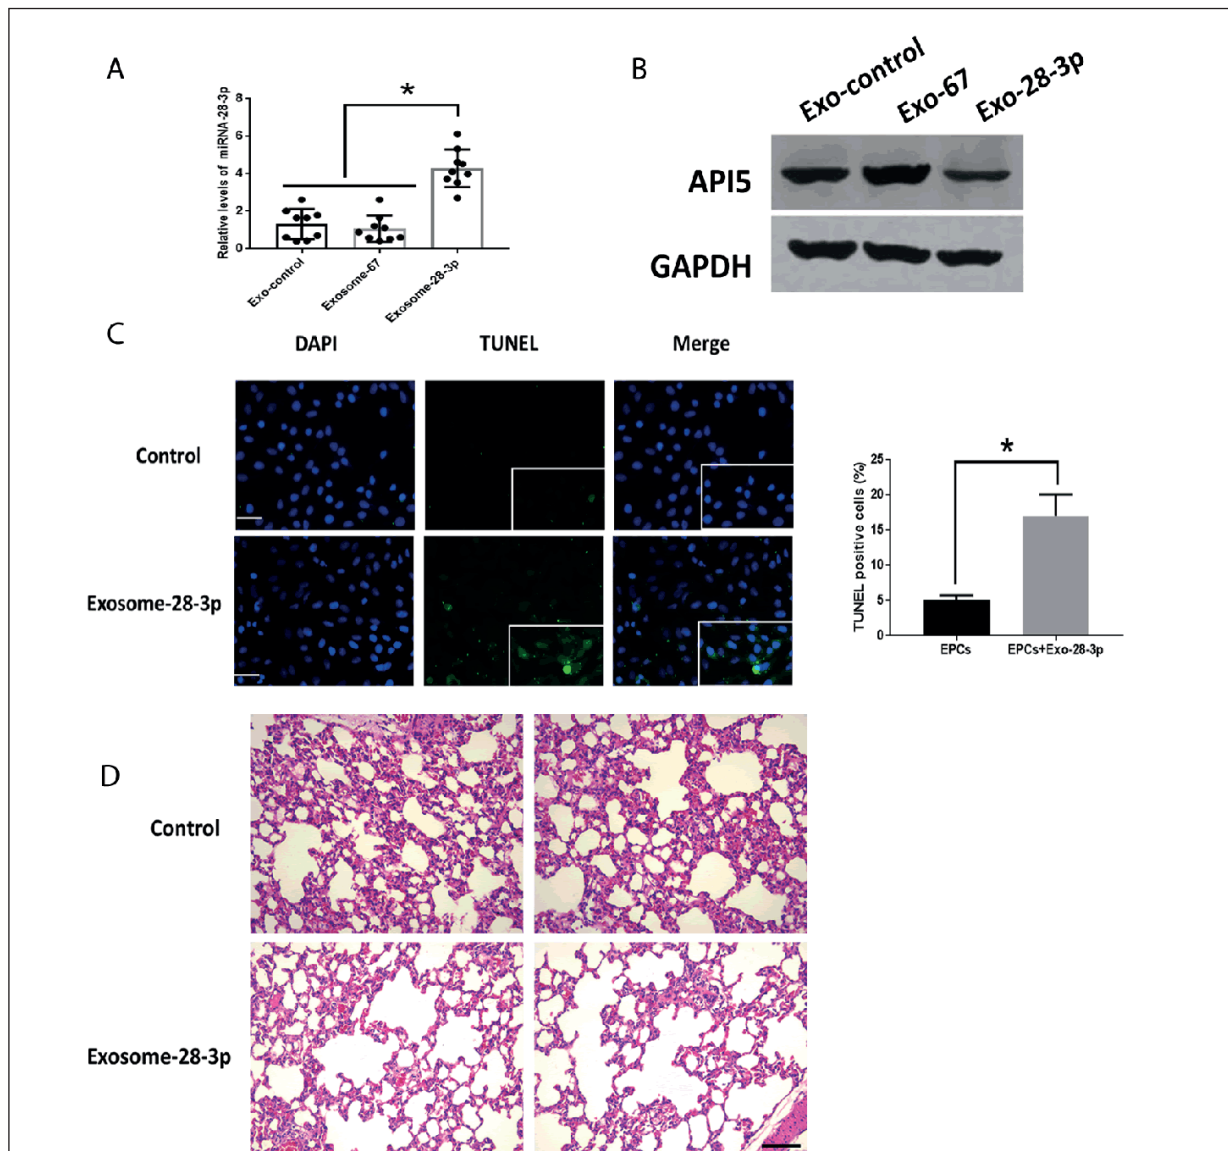 A
Relative levels of miRNA-28-3p
8
6
4
2
0
*
Exo-control
Exosome-67
Exosome-28-3p
B
Exo-control
Exo-67
Exo-28-3p
API5
GAPDH
C
DAPI
TUNEL
Merge
Control
Exosome-28-3p
TUNEL positive cells (%)
25
20
15
10
5
0
*
EPCs
EPCs+Exo-28-3p
D
Control
Exosome-28-3p